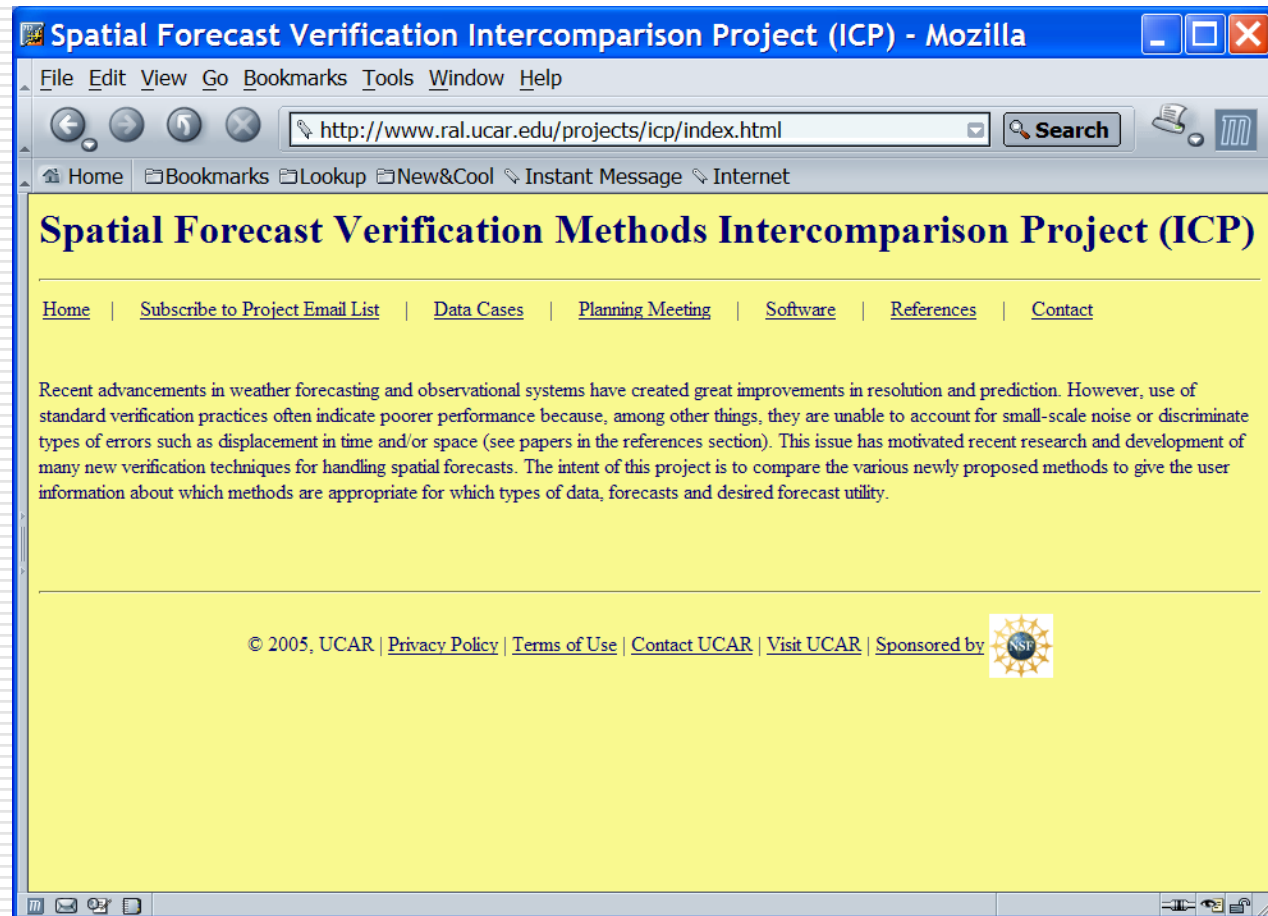 Spatial Forecast Verification Intercomparison Project (ICP) - Mozilla
File Edit View Go Bookmarks Tools Window Help
http://www.ral.ucar.edu/projects/icp/index.html Search
Home Bookmarks Lookup New&Cool Instant Message Internet
Spatial Forecast Verification Methods Intercomparison Project (ICP)
Home | Subscribe to Project Email List | Data Cases | Planning Meeting | Software | References | Contact
Recent advancements in weather forecasting and observational systems have created great improvements in resolution and prediction. However, use of
standard verification practices often indicate poorer performance because, among other things, they are unable to account for small-scale noise or discriminate
types of errors such as displacement in time and/or space (see papers in the references section). This issue has motivated recent research and development of
many new verification techniques for handling spatial forecasts. The intent of this project is to compare the various newly proposed methods to give the user
information about which methods are appropriate for which types of data, forecasts and desired forecast utility.
© 2005, UCAR | Privacy Policy | Terms of Use | Contact UCAR | Visit UCAR | Sponsored by NSF